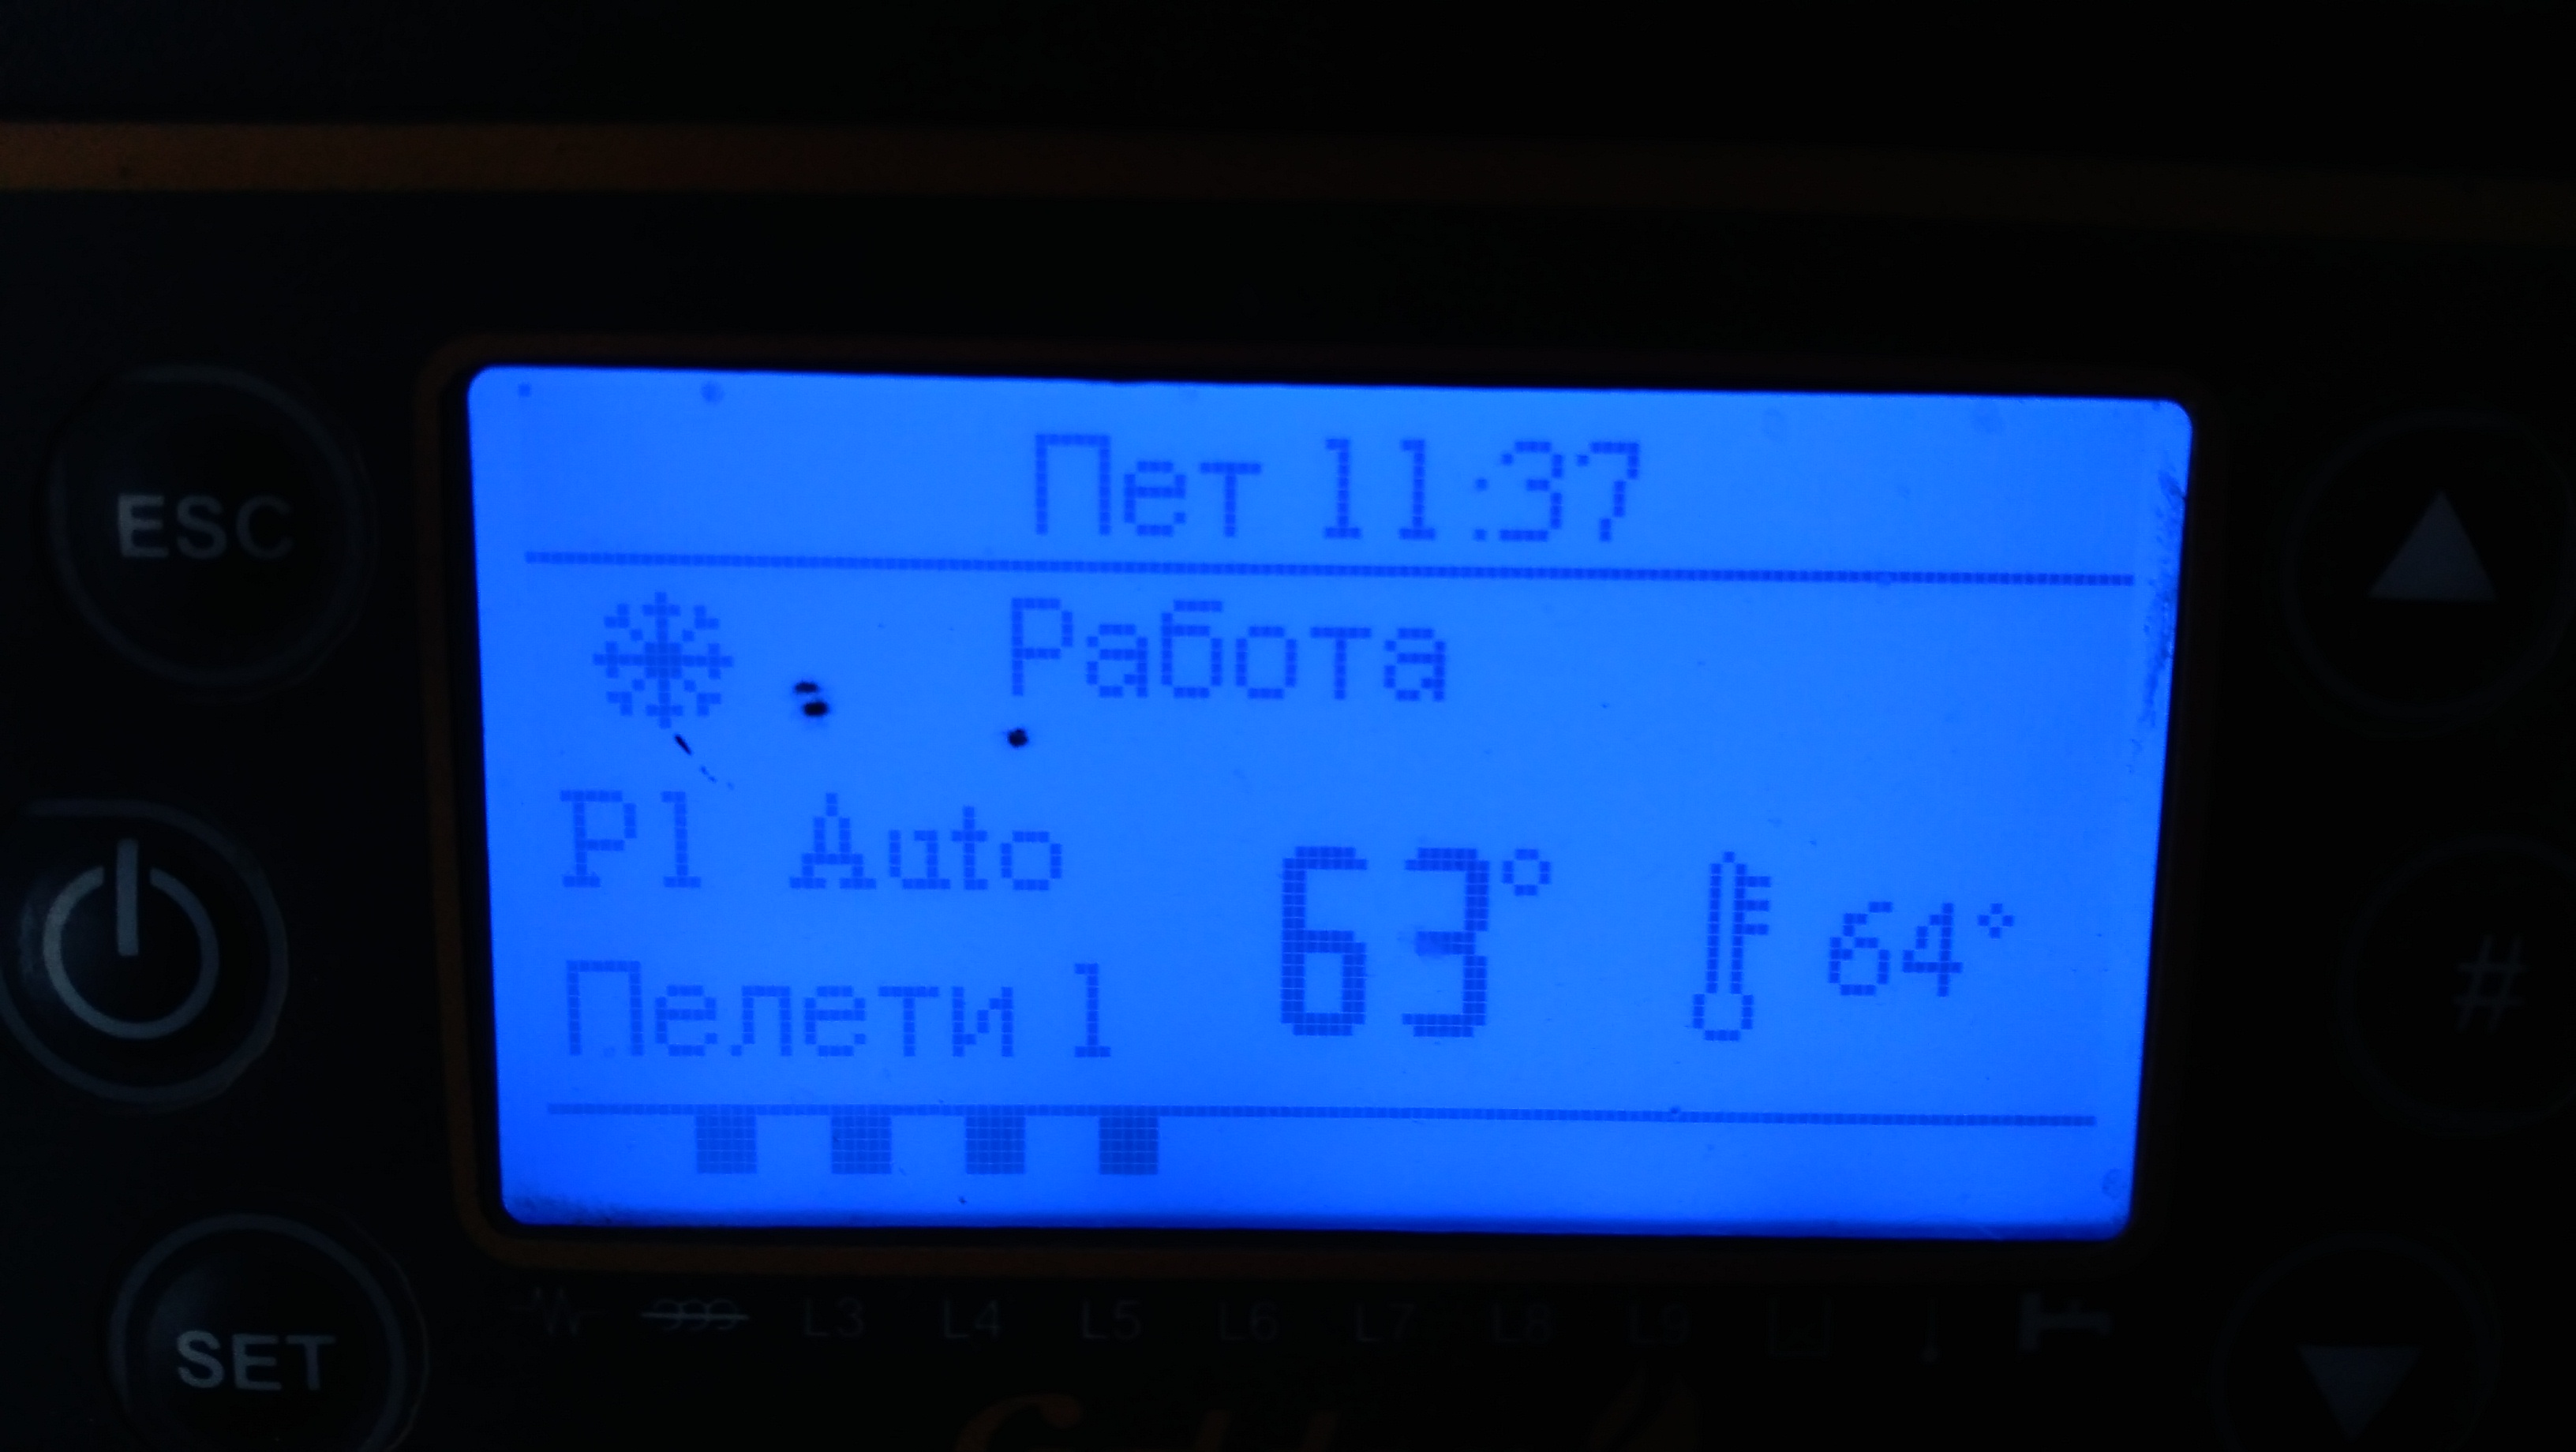 Пет 11:37
Работа
P1 Auto
63° 64°
Пелети 1
ESC
SET
#
L3 L4 L5 L6 L7 L8 L9